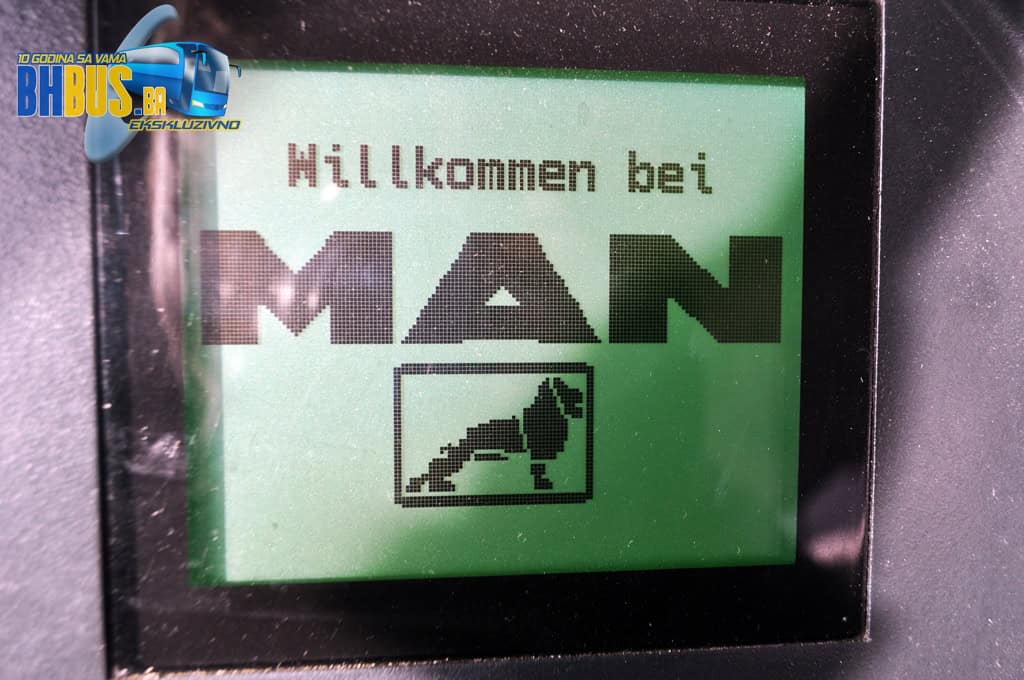 10 GODINA SA VAMA
BHBUS.BA
EKSKLUZIVNO
Willkommen bei
MAN